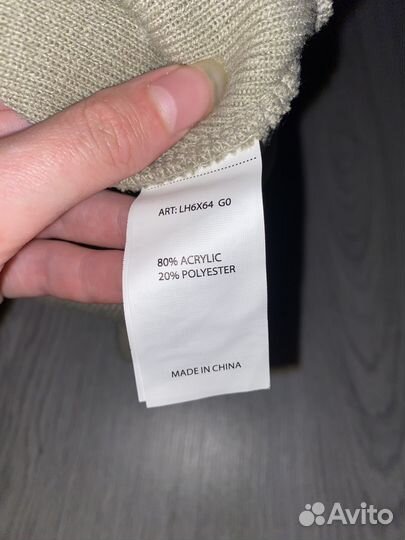 ART: LH6X64 G0
80% ACRYLIC
20% POLYESTER
MADE IN CHINA
Avito